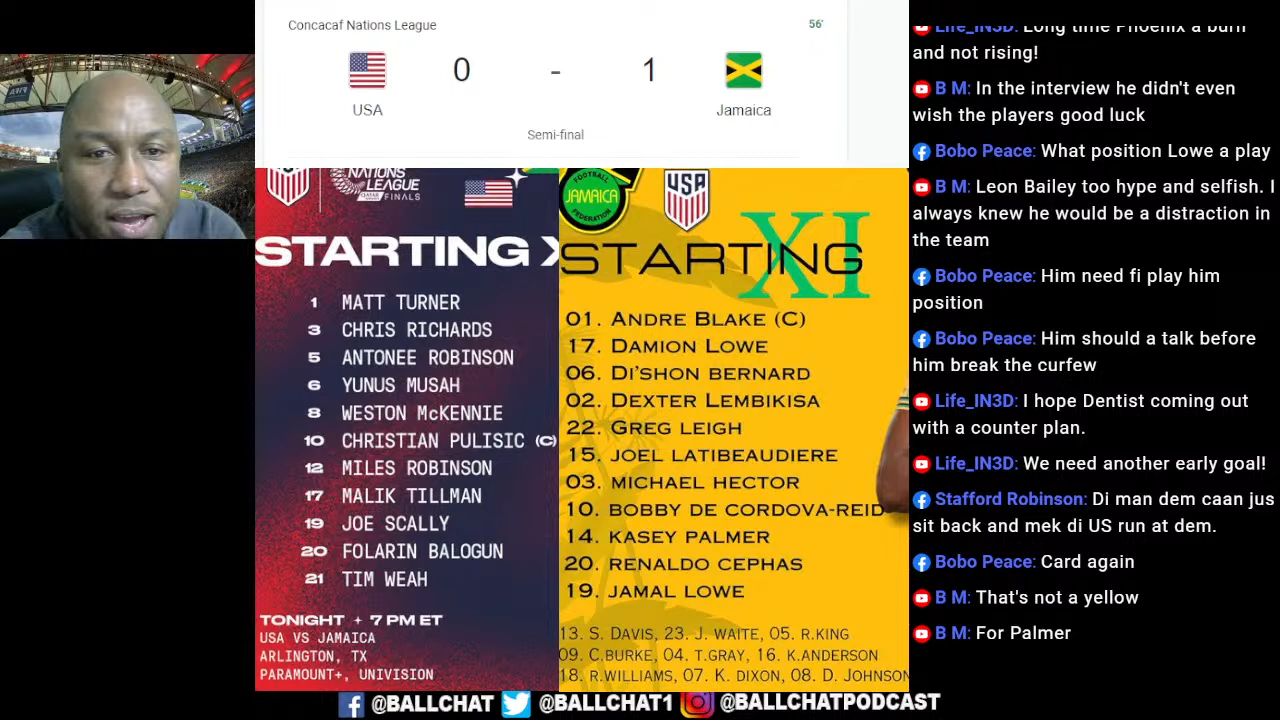 Concacaf Nations League
56'
0 - 1
USA
Jamaica
Semi-final
USA
NATIONS
LEAGUE
FINALS
STARTING X
1 MATT TURNER
3 CHRIS RICHARDS
5 ANTONEE ROBINSON
6 YUNUS MUSAH
8 WESTON McKENNIE
10 CHRISTIAN PULISIC (C)
12 MILES ROBINSON
17 MALIK TILLMAN
19 JOE SCALLY
20 FOLARIN BALOGUN
21 TIM WEAH
TONIGHT + 7 PM ET
USA VS JAMAICA
ARLINGTON, TX
PARAMOUNT+, UNIVISION
FOOTBALL
JAMAICA
FEDERATION
USA
STARTING
XI
01. ANDRE BLAKE (C)
17. DAMION LOWE
06. DI'SHON BERNARD
02. DEXTER LEMBIKISA
22. GREG LEIGH
15. JOEL LATIBEAUDIERE
03. MICHAEL HECTOR
10. BOBBY DE CORDOVA-REID
14. KASEY PALMER
20. RENALDO CEPHAS
19. JAMAL LOWE
13. S. DAVIS, 23. J. WAITE, 05. R.KING
09. C.BURKE, 04. T.GRAY, 16. K.ANDERSON
18. R.WILLIAMS, 07. K. DIXON, 08. D. JOHNSON
Life_IN3D: Long time Phoenix a burn
and not rising!
B M: In the interview he didn't even
wish the players good luck
Bobo Peace: What position Lowe a play
B M: Leon Bailey too hype and selfish. I
always knew he would be a distraction in
the team
Bobo Peace: Him need fi play him
position
Bobo Peace: Him should a talk before
him break the curfew
Life_IN3D: I hope Dentist coming out
with a counter plan.
Life_IN3D: We need another early goal!
Stafford Robinson: Di man dem caan jus
sit back and mek di US run at dem.
Bobo Peace: Card again
B M: That's not a yellow
B M: For Palmer
@BALLCHAT @BALLCHAT1 @BALLCHATPODCAST